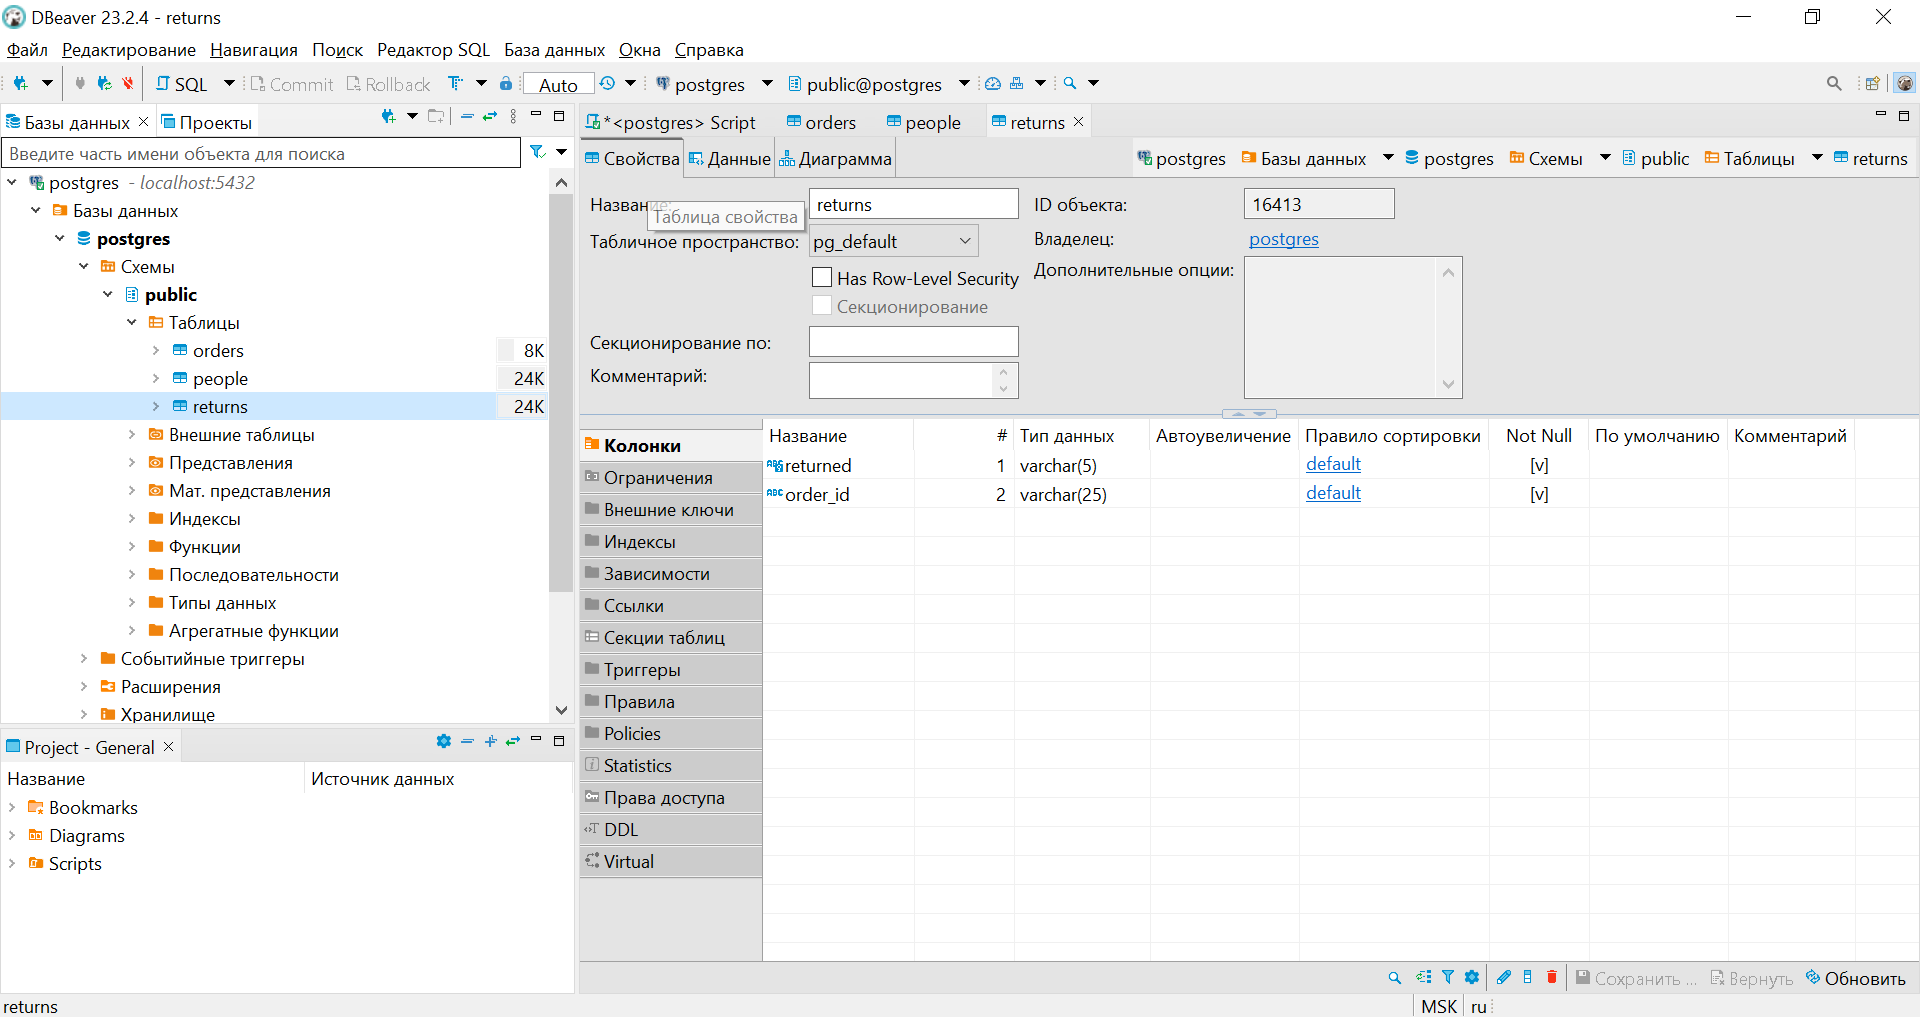 DBeaver 23.2.4 - returns
Файл Редактирование Навигация Поиск Редактор SQL База данных Окна Справка
SQL Commit Rollback Auto postgres public@postgres
Базы данных Проекты
Введите часть имени объекта для поиска
postgres - localhost:5432
Базы данных
postgres
Схемы
public
Таблицы
orders 8K
people 24K
returns 24K
Внешние таблицы
Представления
Мат. представления
Индексы
Функции
Последовательности
Типы данных
Агрегатные функции
Событийные триггеры
Расширения
Хранилище
Project - General
Название Источник данных
Bookmarks
Diagrams
Scripts
*<postgres> Script orders people returns
Свойства Данные Диаграмма
postgres Базы данных postgres Схемы public Таблицы returns
Название: returns
Таблица свойства
Табличное пространство: pg_default
Has Row-Level Security
Секционирование
Секционирование по:
Комментарий:
ID объекта: 16413
Владелец: postgres
Дополнительные опции:
Колонки
Ограничения
Внешние ключи
Индексы
Зависимости
Ссылки
Секции таблиц
Триггеры
Правила
Policies
Statistics
Права доступа
DDL
Virtual
Название # Тип данных Автоувеличение Правило сортировки Not Null По умолчанию Комментарий
returned 1 varchar(5) default [v]
order_id 2 varchar(25) default [v]
Сохранить ... Вернуть Обновить
returns MSK ru